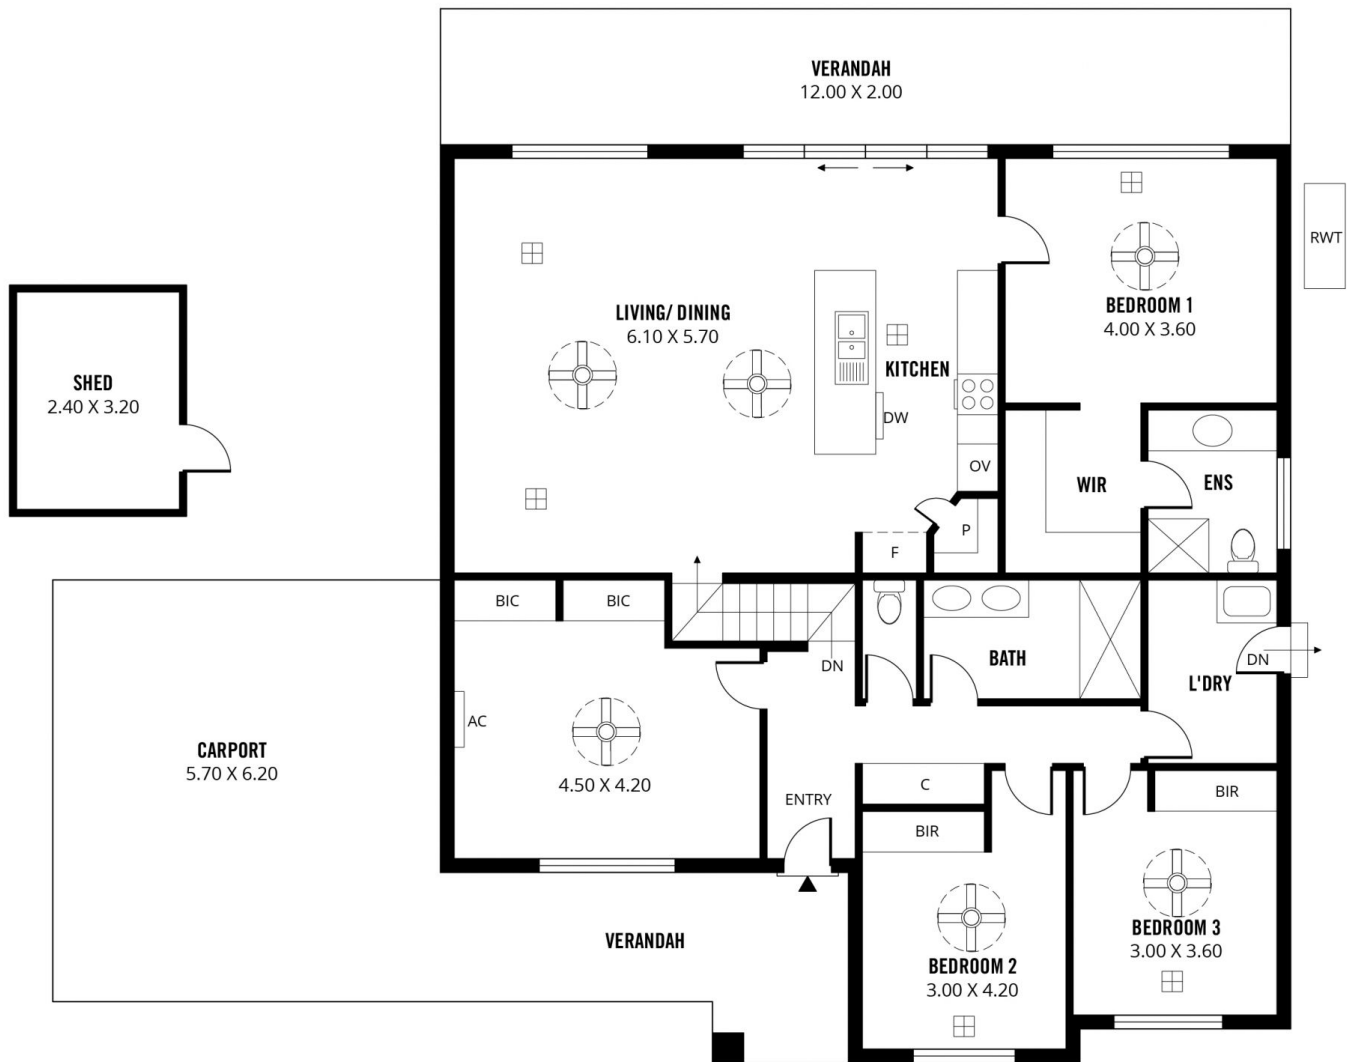 VERANDAH
12.00 X 2.00
RWT
LIVING/ DINING
6.10 X 5.70
BEDROOM 1
4.00 X 3.60
KITCHEN
SHED
2.40 X 3.20
DW
OV
WIR
ENS
P
F
BIC
BIC
DN
BATH
DN
L'DRY
AC
CARPORT
5.70 X 6.20
4.50 X 4.20
ENTRY
C
BIR
BIR
VERANDAH
BEDROOM 3
3.00 X 3.60
BEDROOM 2
3.00 X 4.20